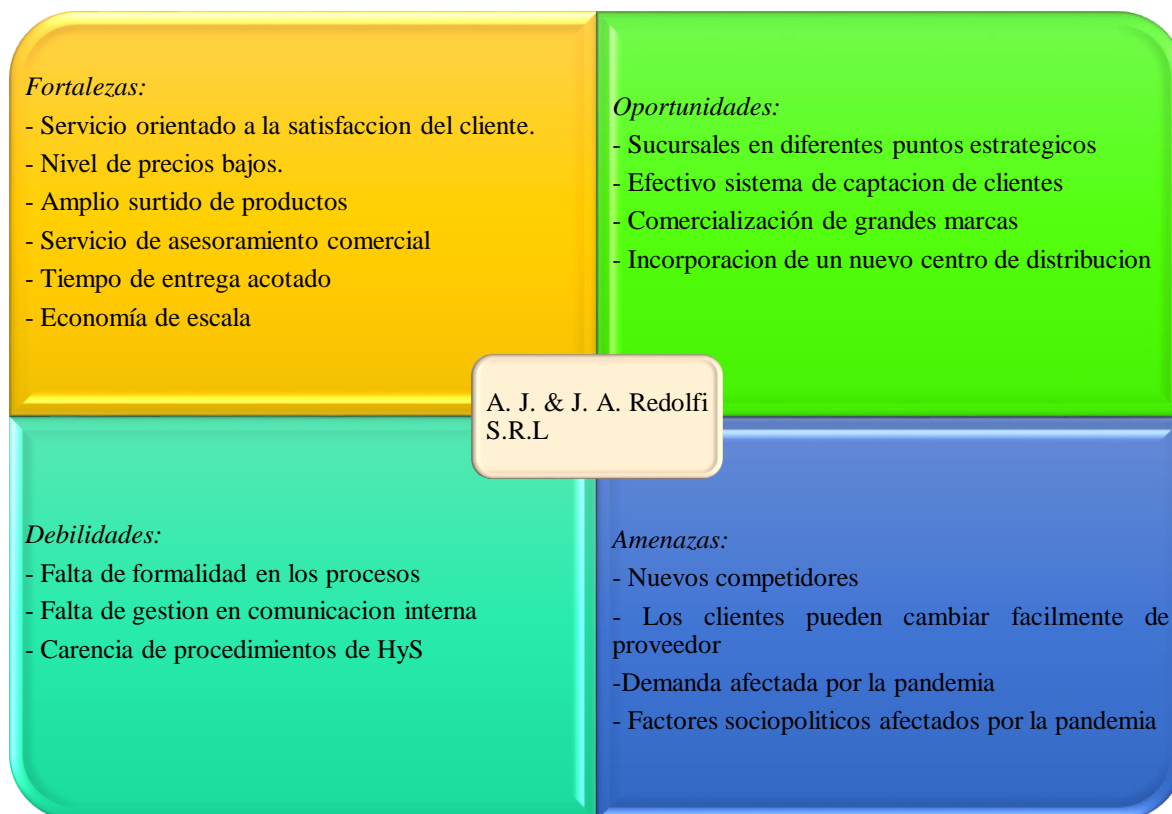 Fortalezas:
- Servicio orientado a la satisfaccion del cliente.
- Nivel de precios bajos.
- Amplio surtido de productos
- Servicio de asesoramiento comercial
- Tiempo de entrega acotado
- Economía de escala
Oportunidades:
- Sucursales en diferentes puntos estrategicos
- Efectivo sistema de captacion de clientes
- Comercialización de grandes marcas
- Incorporacion de un nuevo centro de distribucion
A. J. & J. A. Redolfi
S.R.L
Debilidades:
- Falta de formalidad en los procesos
- Falta de gestion en comunicacion interna
- Carencia de procedimientos de HyS
Amenazas:
- Nuevos competidores
- Los clientes pueden cambiar facilmente de
proveedor
-Demanda afectada por la pandemia
- Factores sociopoliticos afectados por la pandemia